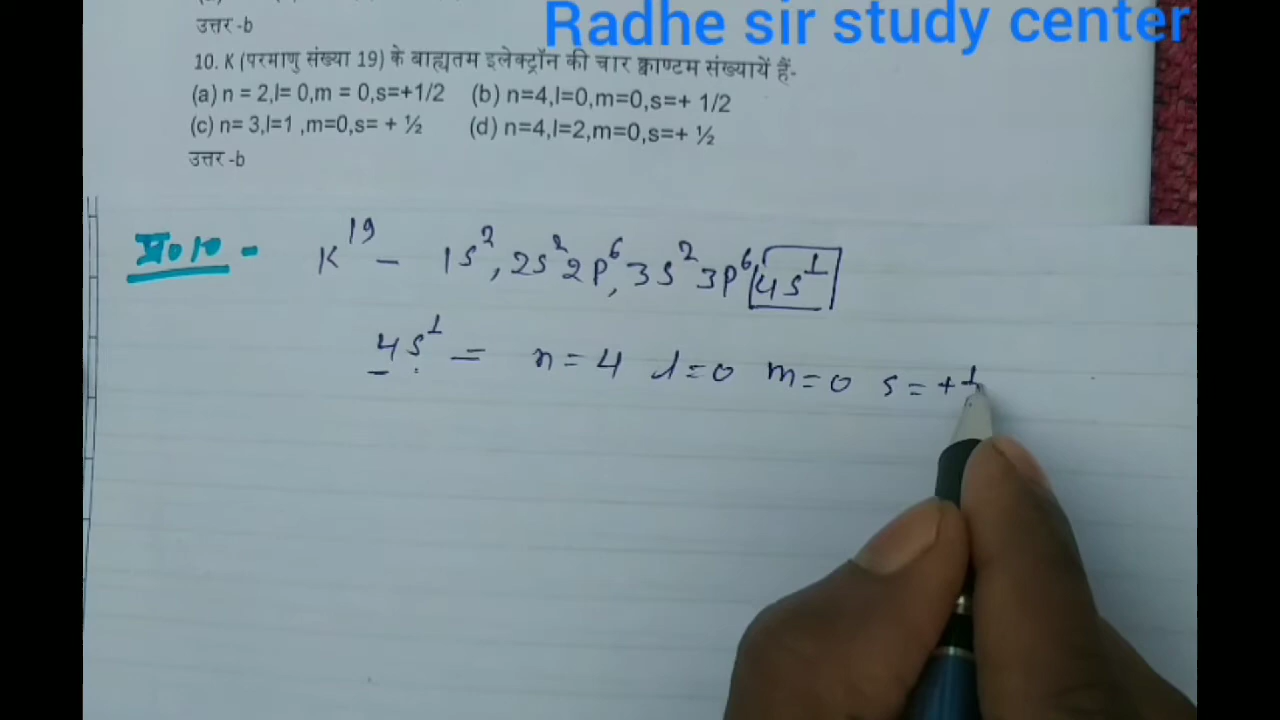 Radhe sir study center
उत्तर -b
10. K (परमाणु संख्या 19) के बाह्यतम इलेक्ट्रॉन की चार क्वाण्टम संख्यायें हैं-
(a) n = 2,l= 0,m = 0,s=+1/2 (b) n=4,l=0,m=0,s=+ 1/2
(c) n= 3,l=1 ,m=0,s= + ½ (d) n=4,l=2,m=0,s=+ ½
उत्तर -b
प्र० 10 - K¹⁹ - 1s², 2s² 2p⁶, 3s² 3p⁶ 4s¹
4s¹ = n = 4 l = 0 m = 0 s = + 1